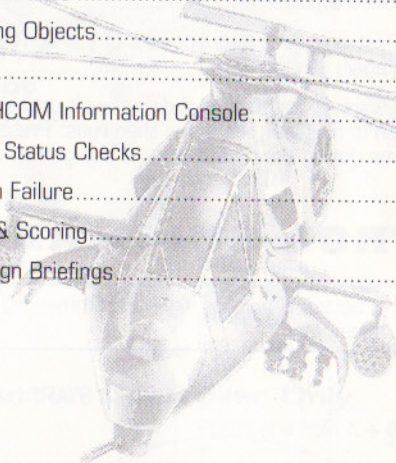 ng Objects
HCOM Information Console
Status Checks
n Failure
& Scoring
gn Briefings